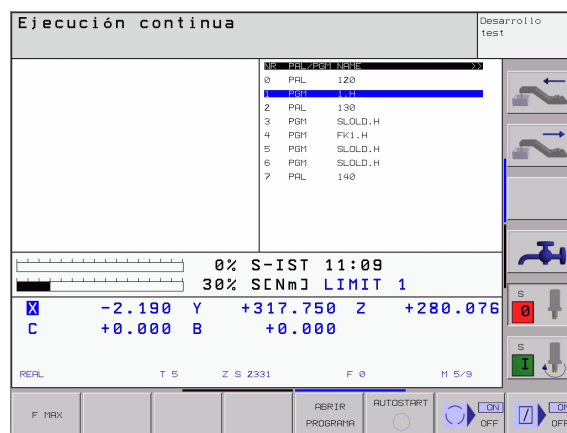 Ejecución continua
Desarrollo
test
NR PAL/PGM NAME >>
0 PAL 120
1 PGM 1.H
2 PAL 130
3 PGM SLOLD.H
4 PGM FK1.H
5 PGM SLOLD.H
6 PGM SLOLD.H
7 PAL 140
0% S-IST 11:09
30% S[Nm] LIMIT 1
X -2.190 Y +317.750 Z +280.076
C +0.000 B +0.000
REAL T 5 Z S 2331 F 0 M 5/9
S
0
S
I
F MAX
ABRIR
PROGRAMA
AUTOSTART
ON
OFF
ON
OFF